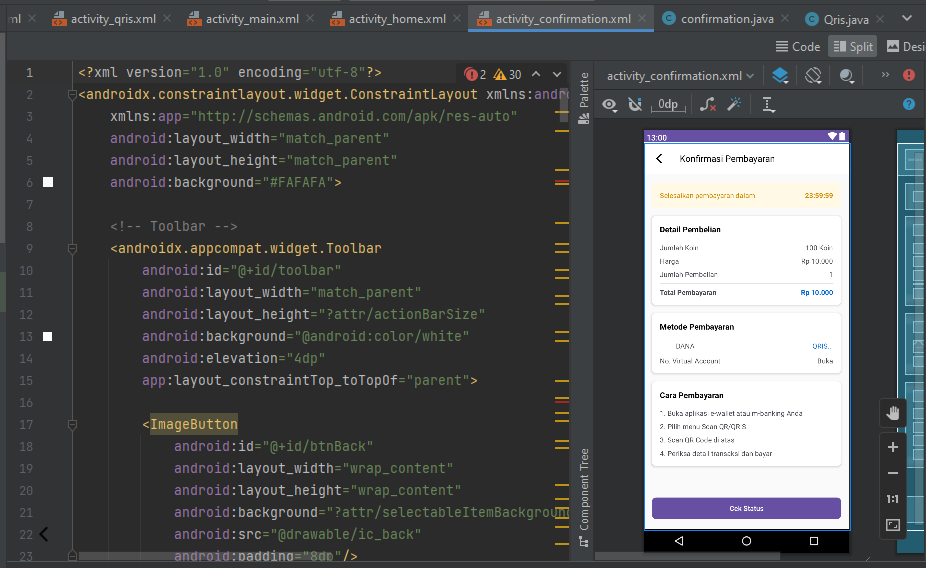 ml × activity_qris.xml × activity_main.xml × activity_home.xml × activity_confirmation.xml × confirmation.java × Qris.java ×
Code Split Desi
1 <?xml version="1.0" encoding="utf-8"?> 2 30
2 <androidx.constraintlayout.widget.ConstraintLayout xmlns:andro
3 xmlns:app="http://schemas.android.com/apk/res-auto"
4 android:layout_width="match_parent"
5 android:layout_height="match_parent"
6 android:background="#FAFAFA">
7
8 <!-- Toolbar -->
9 <androidx.appcompat.widget.Toolbar
10 android:id="@+id/toolbar"
11 android:layout_width="match_parent"
12 android:layout_height="?attr/actionBarSize"
13 android:background="@android:color/white"
14 android:elevation="4dp"
15 app:layout_constraintTop_toTopOf="parent">
16
17 <ImageButton
18 android:id="@+id/btnBack"
19 android:layout_width="wrap_content"
20 android:layout_height="wrap_content"
21 android:background="?attr/selectableItemBackground
22 android:src="@drawable/ic_back"
23 android:padding="8dp"/>
Palette
Component Tree
activity_confirmation.xml
0dp
13:00
Konfirmasi Pembayaran
Selesaikan pembayaran dalam 23:59:59
Detail Pembelian
Jumlah Koin 100 Koin
Harga Rp 10.000
Jumlah Pembelian 1
Total Pembayaran Rp 10.000
Metode Pembayaran
DANA QRIS...
No. Virtual Account Buka
Cara Pembayaran
1. Buka aplikasi e-wallet atau m-banking Anda
2. Pilih menu Scan QR/QRIS
3. Scan QR Code di atas
4. Periksa detail transaksi dan bayar
Cek Status
1:1